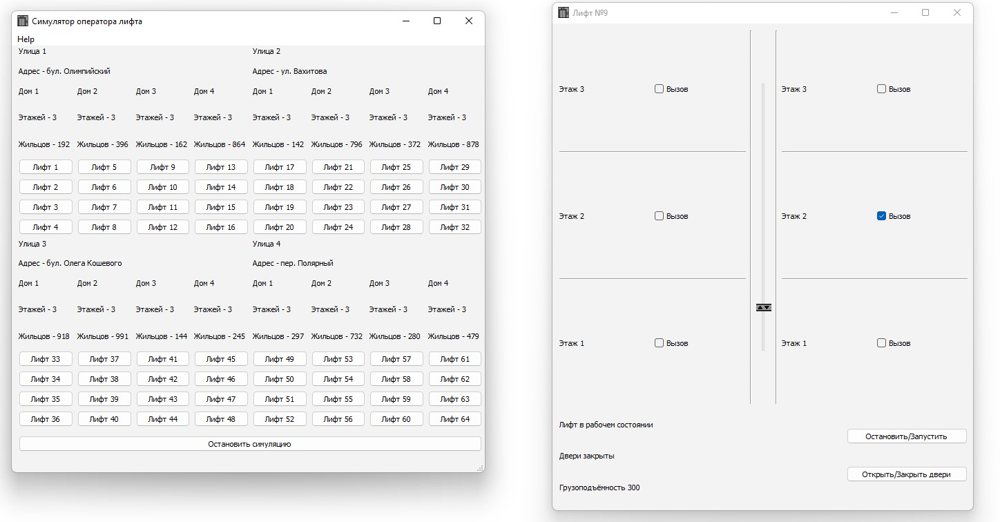 Симулятор оператора лифта
Help
Улица 1 Улица 2
Адрес - бул. Олимпийский Адрес - ул. Вахитова
Дом 1 Дом 2 Дом 3 Дом 4 Дом 1 Дом 2 Дом 3 Дом 4
Этажей - 3 Этажей - 3 Этажей - 3 Этажей - 3 Этажей - 3 Этажей - 3 Этажей - 3 Этажей - 3
Жильцов - 192 Жильцов - 396 Жильцов - 162 Жильцов - 864 Жильцов - 142 Жильцов - 796 Жильцов - 372 Жильцов - 878
Лифт 1 Лифт 5 Лифт 9 Лифт 13 Лифт 17 Лифт 21 Лифт 25 Лифт 29
Лифт 2 Лифт 6 Лифт 10 Лифт 14 Лифт 18 Лифт 22 Лифт 26 Лифт 30
Лифт 3 Лифт 7 Лифт 11 Лифт 15 Лифт 19 Лифт 23 Лифт 27 Лифт 31
Лифт 4 Лифт 8 Лифт 12 Лифт 16 Лифт 20 Лифт 24 Лифт 28 Лифт 32
Улица 3 Улица 4
Адрес - бул. Олега Кошевого Адрес - пер. Полярный
Дом 1 Дом 2 Дом 3 Дом 4 Дом 1 Дом 2 Дом 3 Дом 4
Этажей - 3 Этажей - 3 Этажей - 3 Этажей - 3 Этажей - 3 Этажей - 3 Этажей - 3 Этажей - 3
Жильцов - 918 Жильцов - 991 Жильцов - 144 Жильцов - 245 Жильцов - 297 Жильцов - 732 Жильцов - 280 Жильцов - 479
Лифт 33 Лифт 37 Лифт 41 Лифт 45 Лифт 49 Лифт 53 Лифт 57 Лифт 61
Лифт 34 Лифт 38 Лифт 42 Лифт 46 Лифт 50 Лифт 54 Лифт 58 Лифт 62
Лифт 35 Лифт 39 Лифт 43 Лифт 47 Лифт 51 Лифт 55 Лифт 59 Лифт 63
Лифт 36 Лифт 40 Лифт 44 Лифт 48 Лифт 52 Лифт 56 Лифт 60 Лифт 64
Остановить симуляцию
Лифт №9
Этаж 3 Вызов Этаж 3 Вызов
Этаж 2 Вызов Этаж 2 Вызов
Этаж 1 Вызов Этаж 1 Вызов
Лифт в рабочем состоянии
Остановить/Запустить
Двери закрыты
Открыть/Закрыть двери
Грузоподъёмность 300